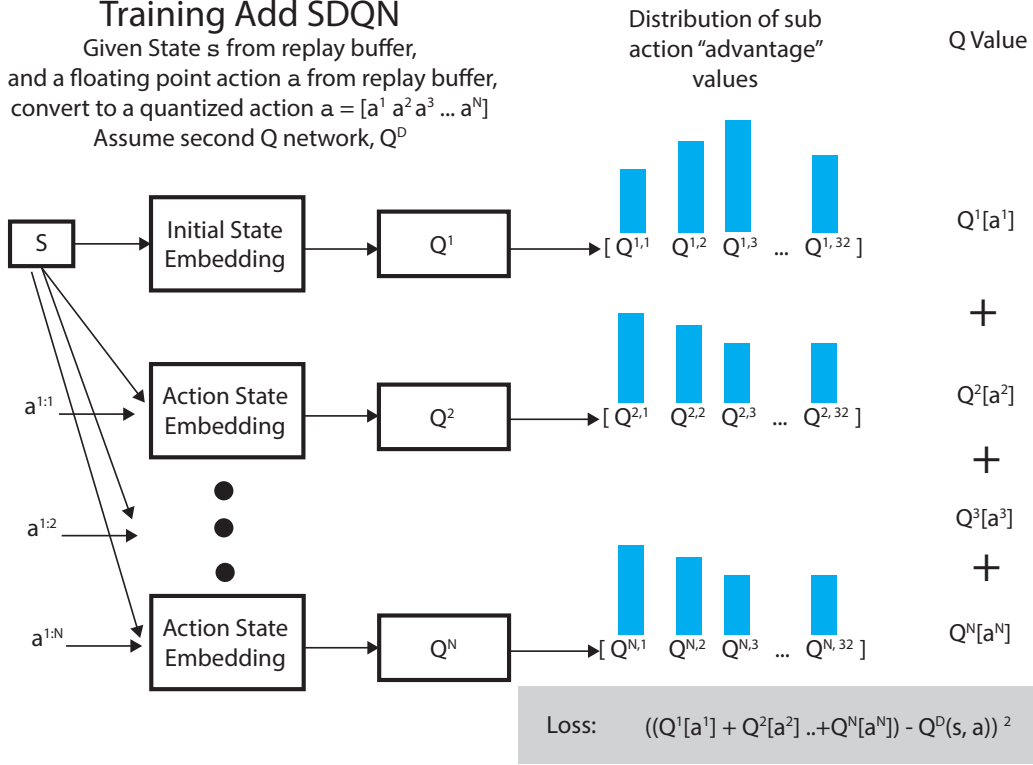 Training Add SDQN
Given State s from replay buffer,
and a floating point action a from replay buffer,
convert to a quantized action a = [a¹ a² a³ ... aᴺ]
Assume second Q network, Qᴰ
Distribution of sub
action “advantage”
values
Q Value
S
Initial State
Embedding
Q¹
[ Q¹,¹ Q¹,² Q¹,³ ... Q¹,³² ]
Q¹[a¹]
+
a¹:¹
Action State
Embedding
Q²
[ Q²,¹ Q²,² Q²,³ ... Q²,³² ]
Q²[a²]
+
a¹:²
Q³[a³]
+
a¹:ᴺ
Action State
Embedding
Qᴺ
[ Qᴺ,¹ Qᴺ,² Qᴺ,³ ... Qᴺ,³² ]
Qᴺ[aᴺ]
Loss: ((Q¹[a¹] + Q²[a²] ..+Qᴺ[aᴺ]) - Qᴰ(s, a)) ²